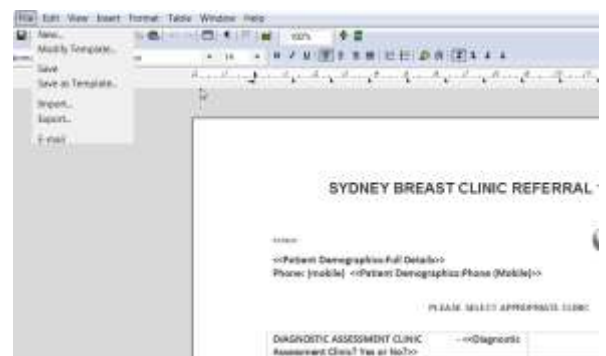 File Edit View Insert Format Table Window Help
New...
Modify Template...
Save
Save as Template...
Import...
Export...
E-mail
SYDNEY BREAST CLINIC REFERRAL
<<Patient Demographics:Full Details>>
Phone: (mobile) <<Patient Demographics:Phone (Mobile)>>
PLEASE SELECT APPROPRIATE CLINIC
DIAGNOSTIC ASSESSMENT CLINIC - <<Diagnostic
Assessment Clinic? Yes or No?>>